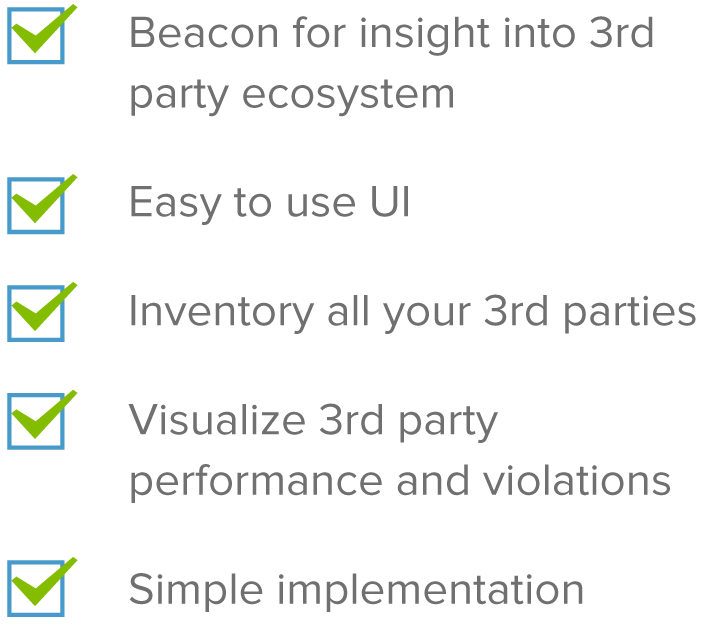 Beacon for insight into 3rd
party ecosystem
Easy to use UI
Inventory all your 3rd parties
Visualize 3rd party
performance and violations
Simple implementation